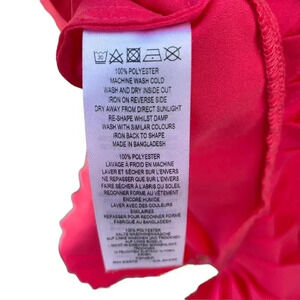 100% POLYESTER
MACHINE WASH COLD
WASH AND DRY INSIDE OUT
IRON ON REVERSE SIDE
DRY AWAY FROM DIRECT SUNLIGHT
RE-SHAPE WHILST DAMP
WASH WITH SIMILAR COLOURS
IRON BACK TO SHAPE
MADE IN BANGLADESH
100% POLYESTER
LAVAGE À FROID EN MACHINE
LAVER ET SÉCHER SUR L'ENVERS
NE REPASSER QUE SUR L'ENVERS
FAIRE SÉCHER À L'ABRIS DU SOLEIL
REDONNER FORME AU VÊTEMENT
ENCORE HUMIDE
LAVER AVEC DES COULEURS
SIMILAIRES
REPASSER POUR REDONNER FORME
FABRIQUÉ AU BANGLADESH
100% POLYESTER